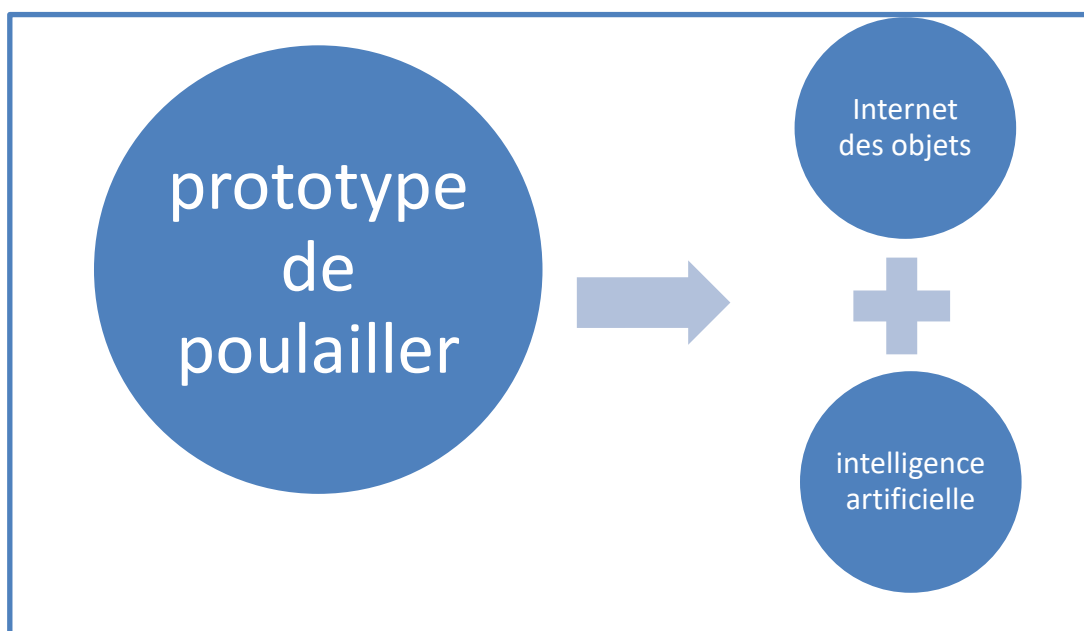 prototype
de
poulailler
Internet
des objets
intelligence
artificielle